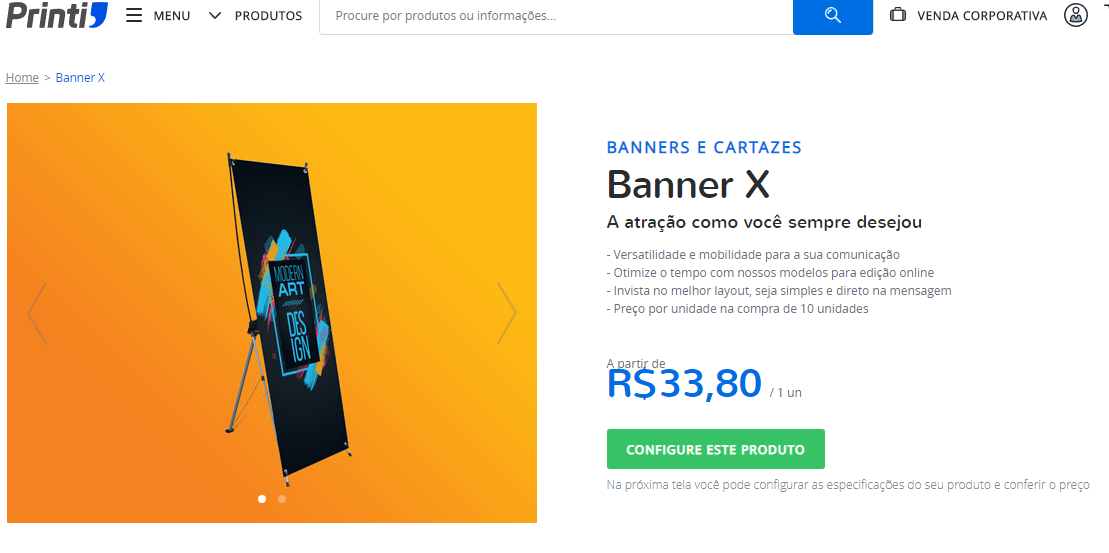 Printi
MENU
PRODUTOS
Procure por produtos ou informações...
VENDA CORPORATIVA
Home > Banner X
MODERN
ART
DES
IGN
BANNERS E CARTAZES
Banner X
A atração como você sempre desejou
- Versatilidade e mobilidade para a sua comunicação
- Otimize o tempo com nossos modelos para edição online
- Invista no melhor layout, seja simples e direto na mensagem
- Preço por unidade na compra de 10 unidades
A partir de
R$33,80 / 1 un
CONFIGURE ESTE PRODUTO
Na próxima tela você pode configurar as especificações do seu produto e conferir o preço